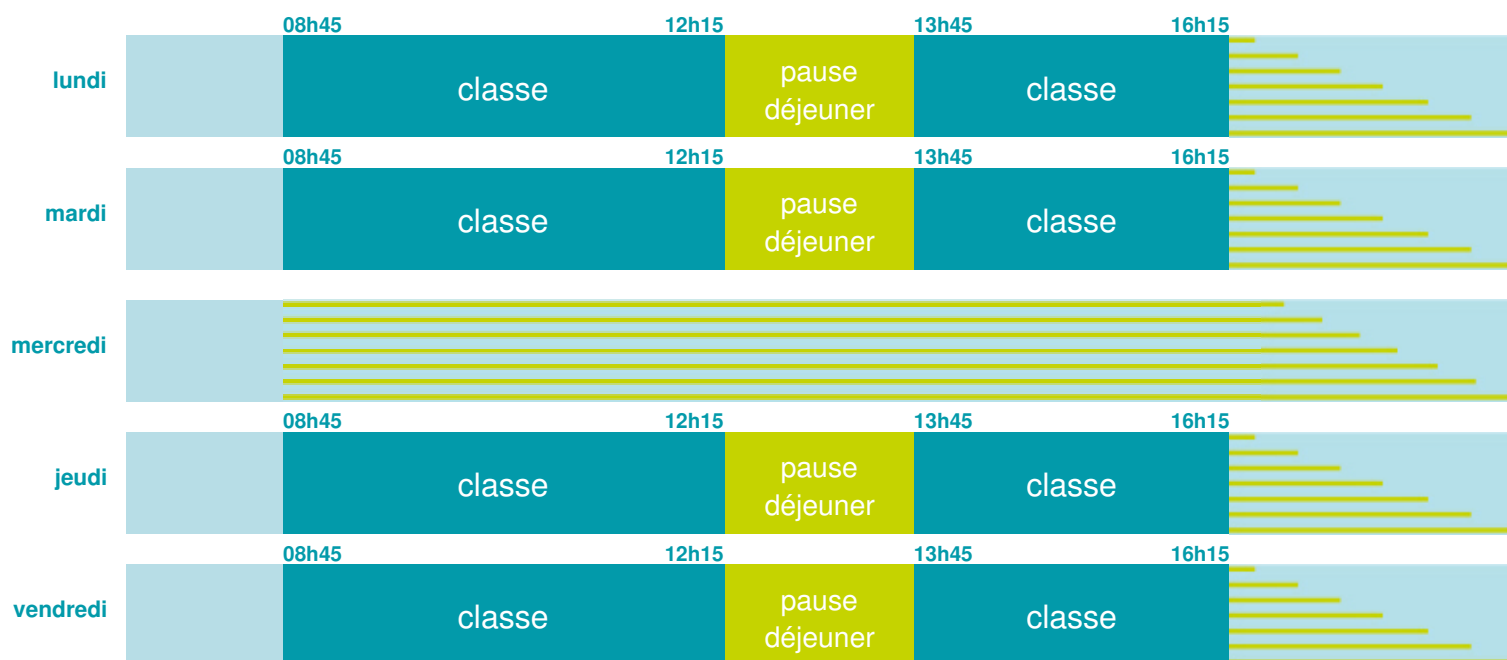 08h45 12h15 13h45 16h15
lundi classe pause déjeuner classe
08h45 12h15 13h45 16h15
mardi classe pause déjeuner classe
mercredi
08h45 12h15 13h45 16h15
jeudi classe pause déjeuner classe
08h45 12h15 13h45 16h15
vendredi classe pause déjeuner classe